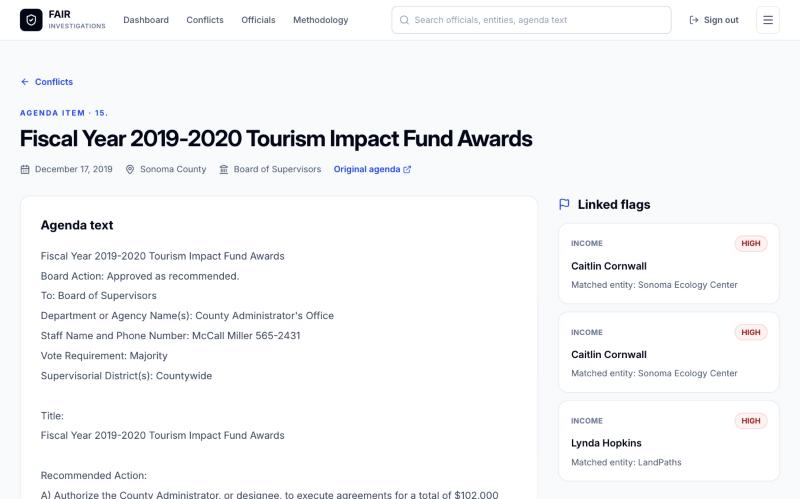 FAIR
INVESTIGATIONS
Dashboard
Conflicts
Officials
Methodology
Search officials, entities, agenda text
Sign out
Conflicts
AGENDA ITEM · 15.
Fiscal Year 2019-2020 Tourism Impact Fund Awards
December 17, 2019
Sonoma County
Board of Supervisors
Original agenda
Agenda text
Fiscal Year 2019-2020 Tourism Impact Fund Awards
Board Action: Approved as recommended.
To: Board of Supervisors
Department or Agency Name(s): County Administrator's Office
Staff Name and Phone Number: McCall Miller 565-2431
Vote Requirement: Majority
Supervisorial District(s): Countywide
Title:
Fiscal Year 2019-2020 Tourism Impact Fund Awards
Recommended Action:
A) Authorize the County Administrator, or designee, to execute agreements for a total of $102,000
Linked flags
INCOME
HIGH
Caitlin Cornwall
Matched entity: Sonoma Ecology Center
INCOME
HIGH
Caitlin Cornwall
Matched entity: Sonoma Ecology Center
INCOME
HIGH
Lynda Hopkins
Matched entity: LandPaths